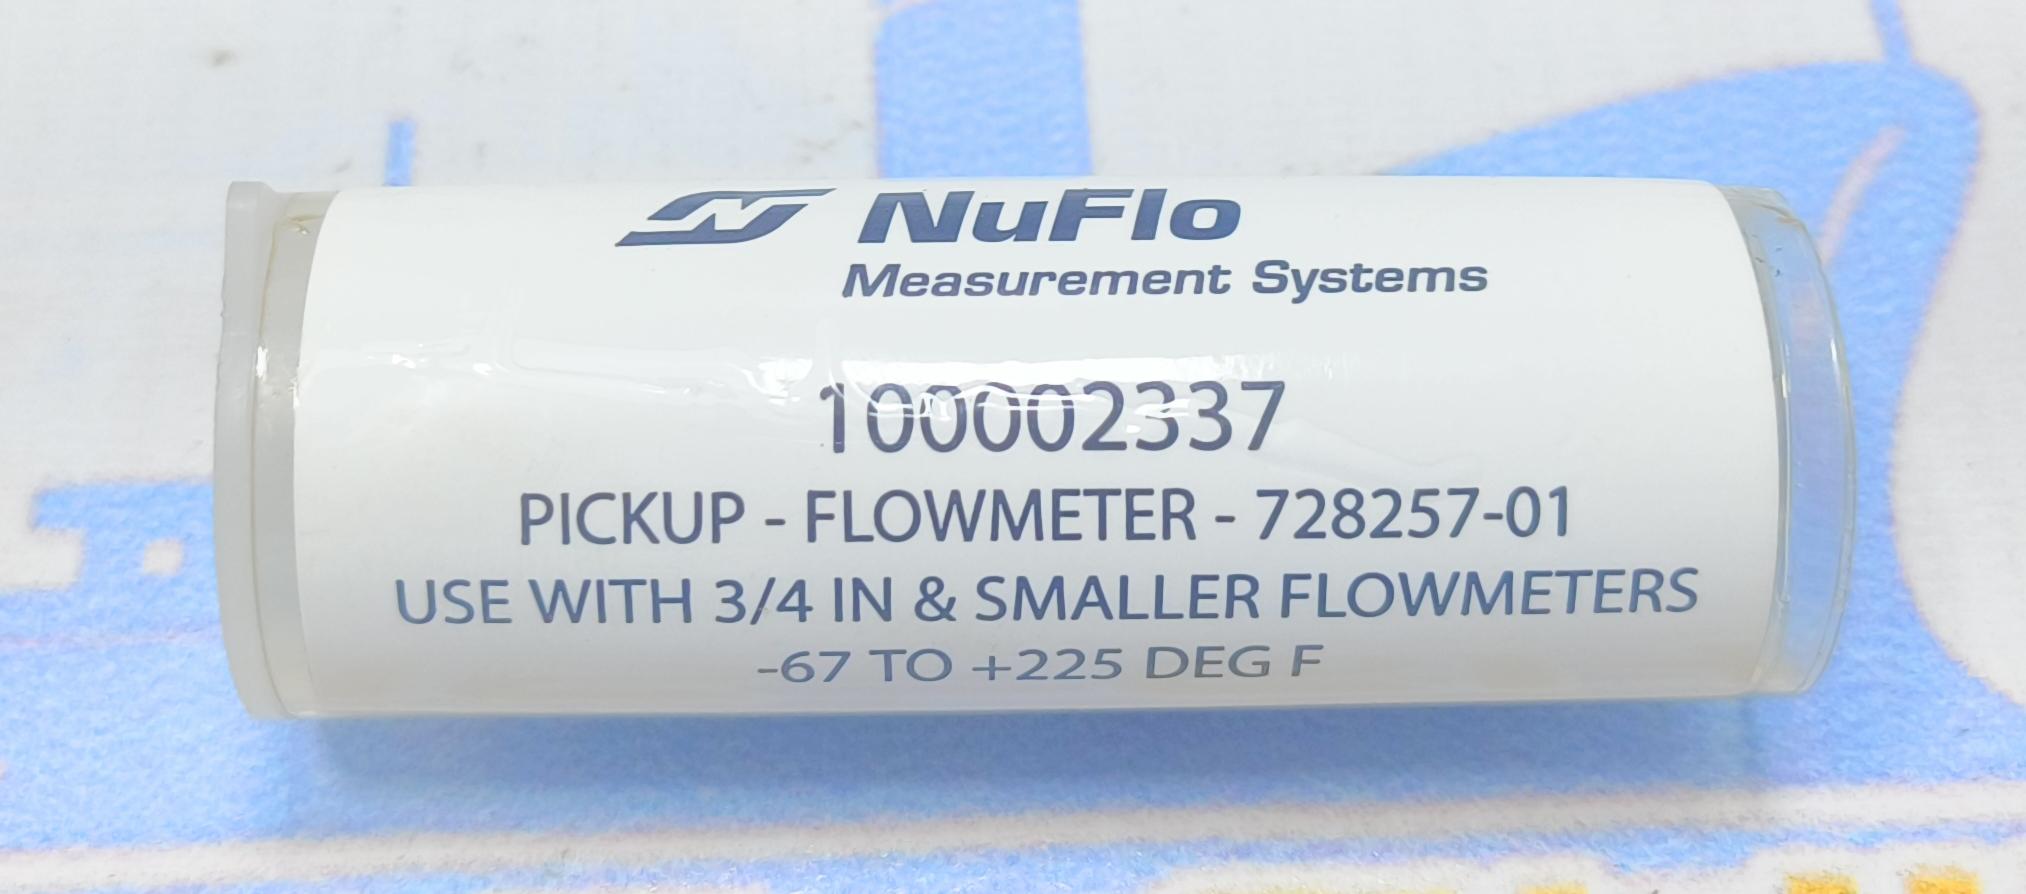 NuFlo
Measurement Systems
100002337
PICKUP - FLOWMETER - 728257-01
USE WITH 3/4 IN & SMALLER FLOWMETERS
-67 TO +225 DEG F